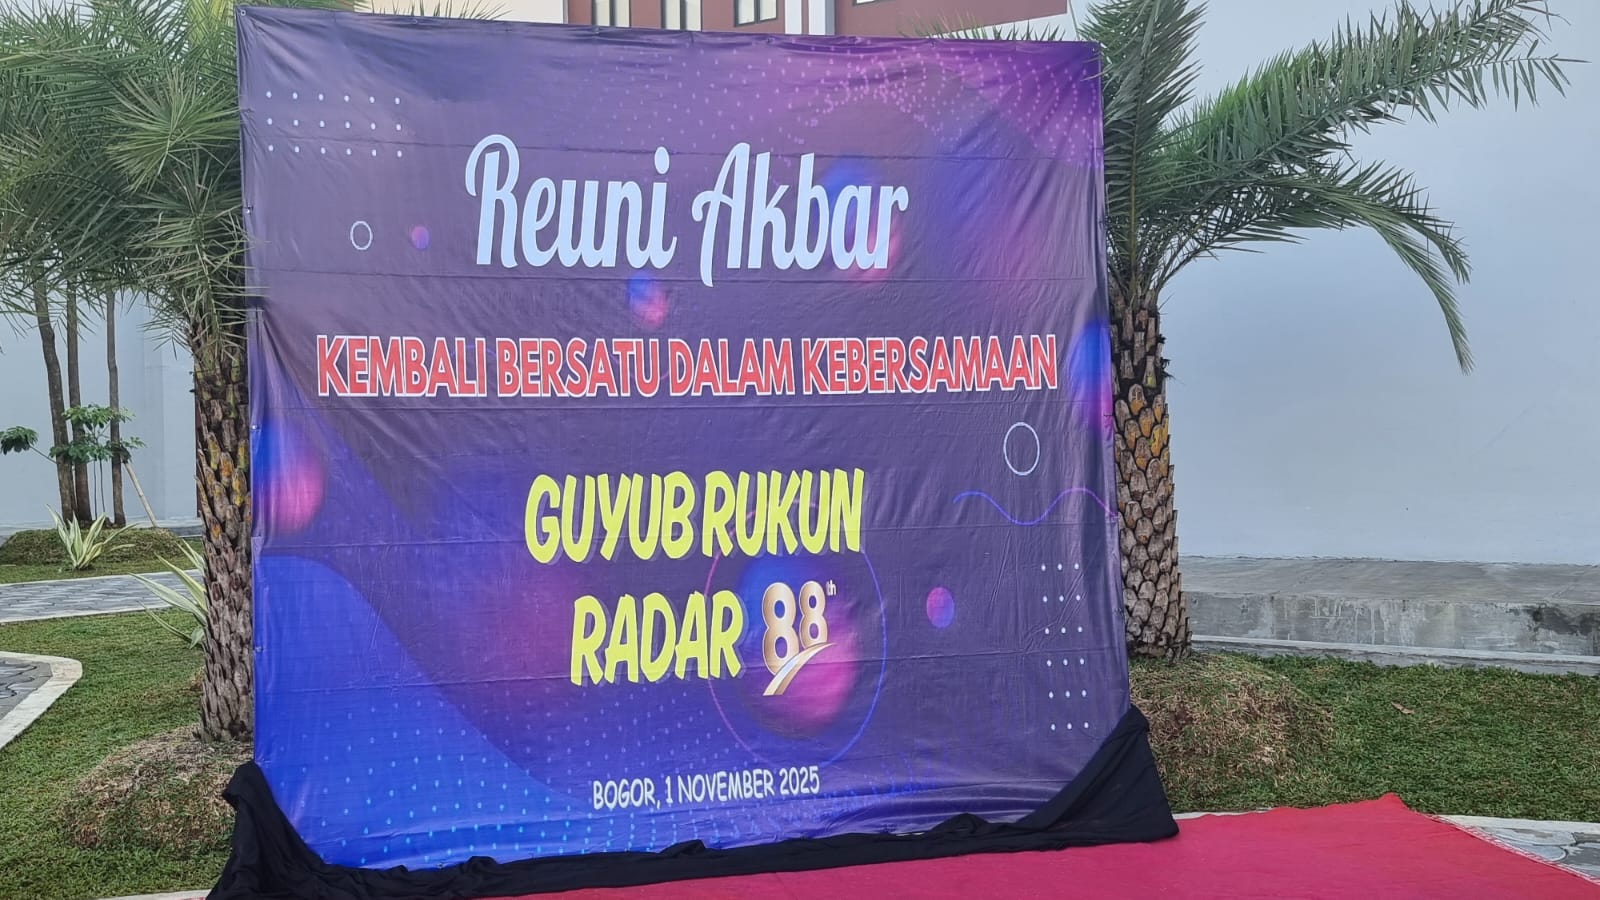 Reuni Akbar
KEMBALI BERSATU DALAM KEBERSAMAAN
GUYUB RUKUN
RADAR 88th
BOGOR, 1 NOVEMBER 2025